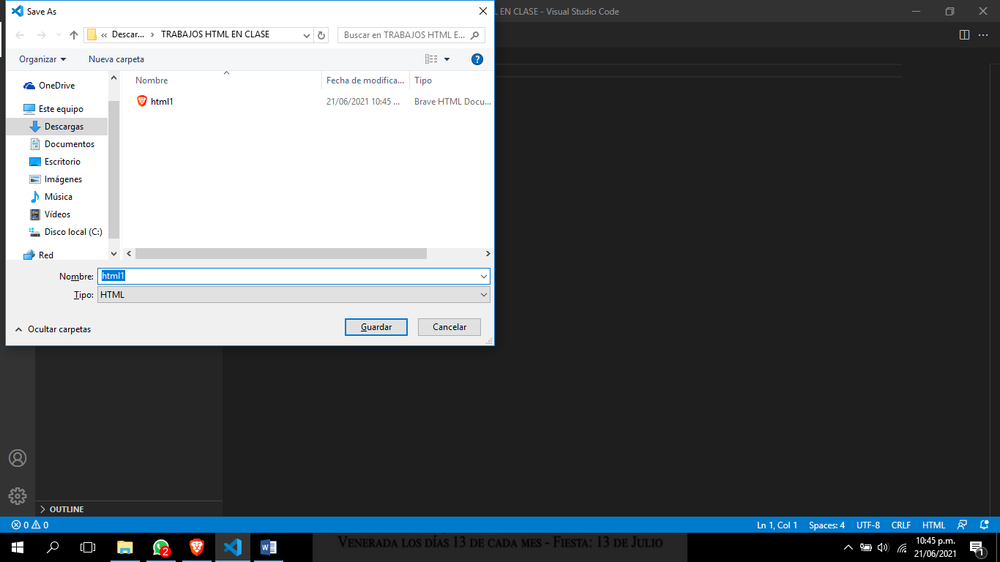 Save As
L EN CLASE - Visual Studio Code
« Descar... > TRABAJOS HTML EN CLASE
Buscar en TRABAJOS HTML E...
Organizar
Nueva carpeta
?
Nombre
Fecha de modifica...
Tipo
html1
21/06/2021 10:45 ...
Brave HTML Docu...
OneDrive
Este equipo
Descargas
Documentos
Escritorio
Imágenes
Música
Vídeos
Disco local (C:)
Red
Nombre: html1
Tipo: HTML
Ocultar carpetas
Guardar
Cancelar
OUTLINE
0 0
Ln 1, Col 1
Spaces: 4
UTF-8
CRLF
HTML
2
Venerada los días 13 de cada mes - Fiesta: 13 de Julio
10:45 p.m.
21/06/2021
1